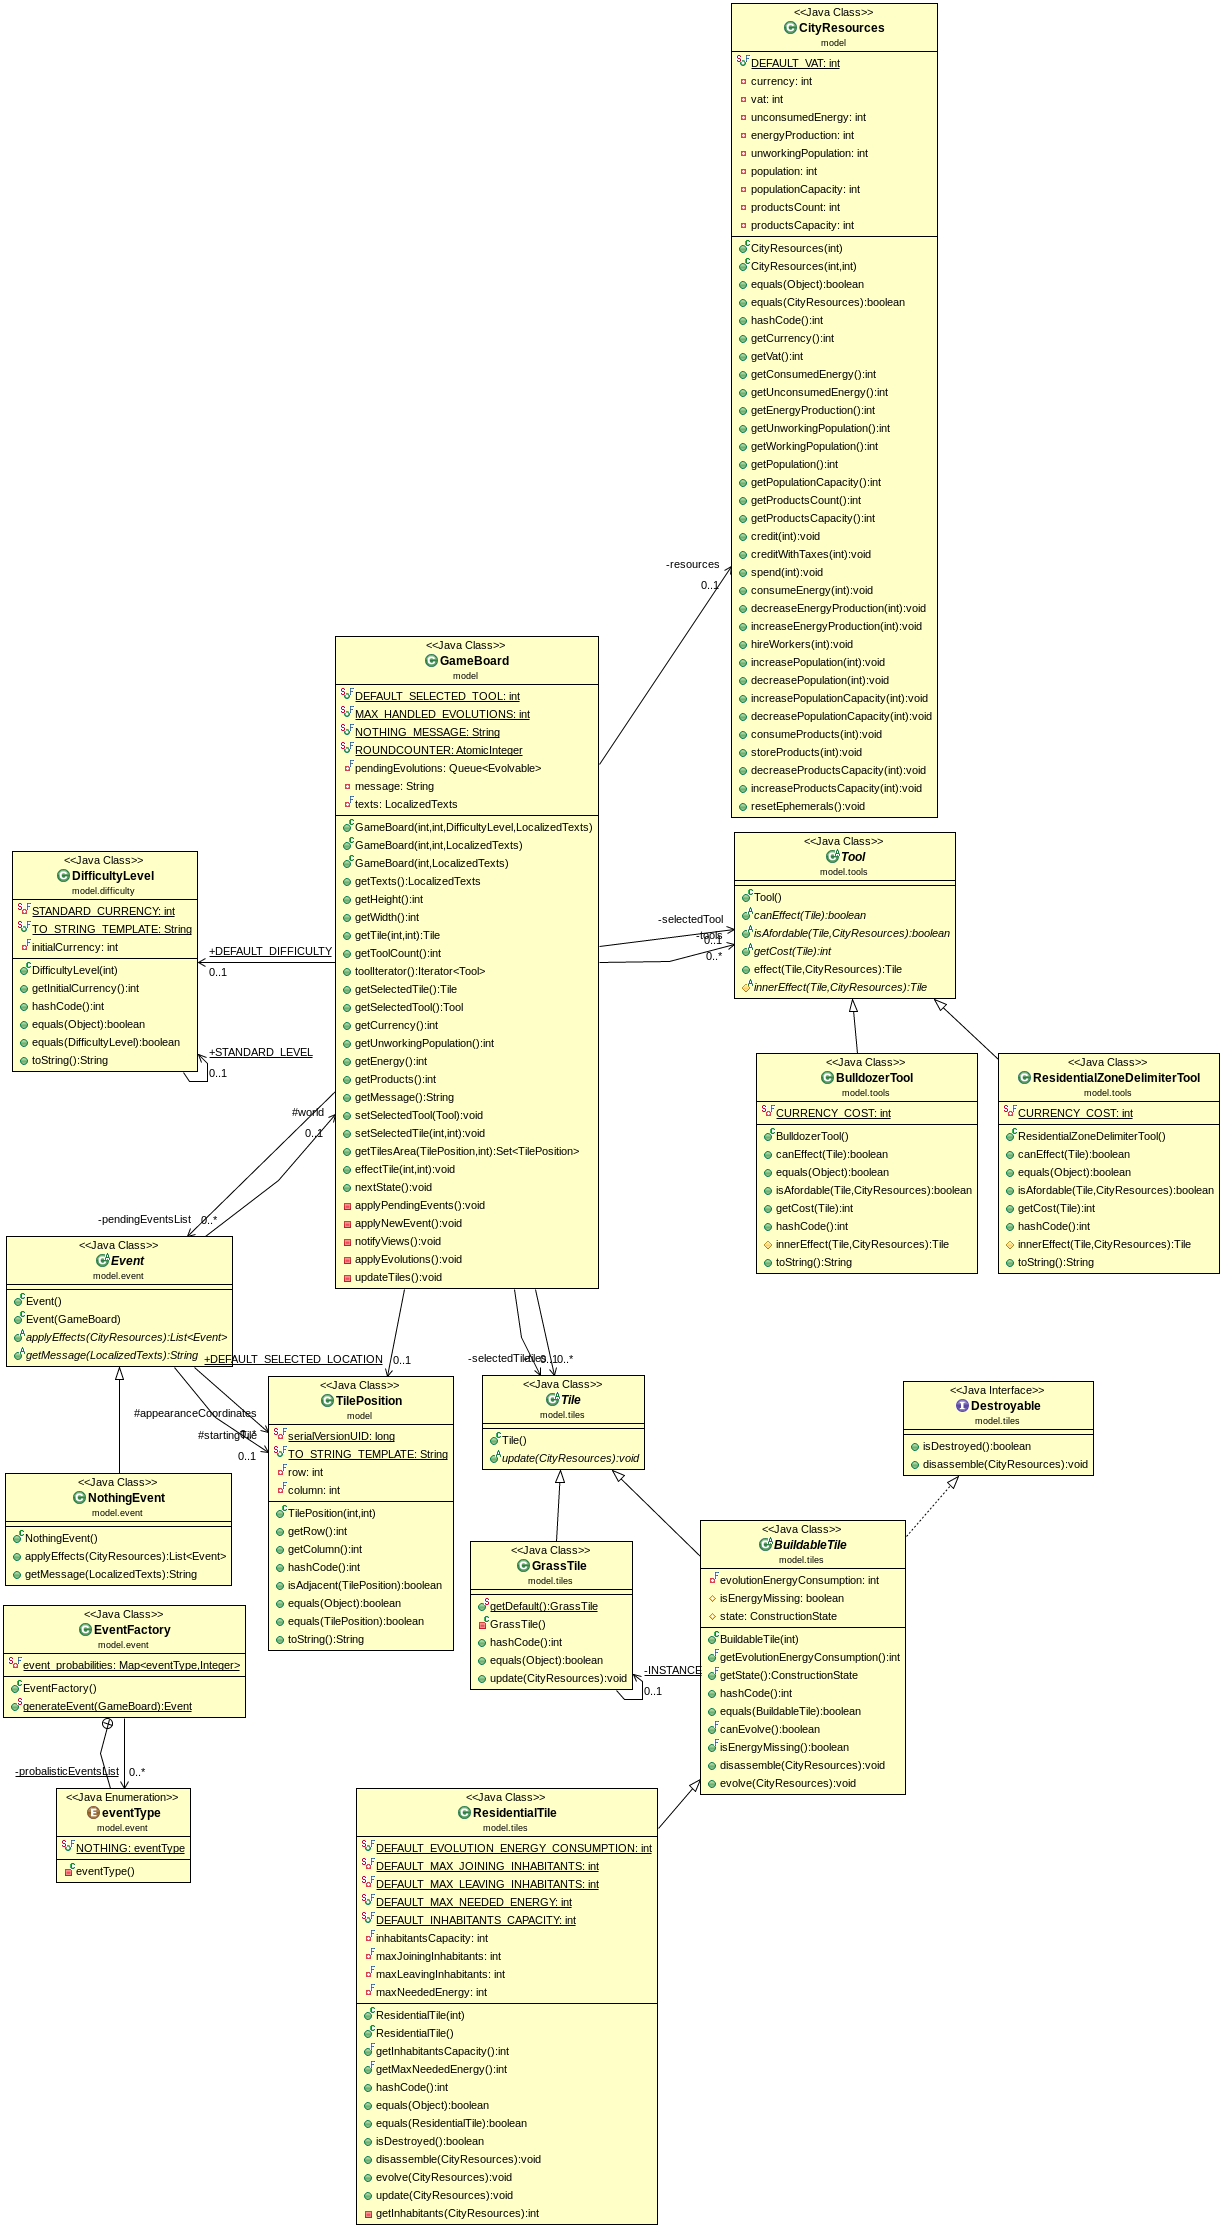 <<Java Class>>
CityResources
model
DEFAULT_VAT: int
currency: int
vat: int
unconsumedEnergy: int
energyProduction: int
unworkingPopulation: int
population: int
populationCapacity: int
productsCount: int
productsCapacity: int
CityResources(int)
CityResources(int,int)
equals(Object):boolean
equals(CityResources):boolean
hashCode():int
getCurrency():int
getVat():int
getConsumedEnergy():int
getUnconsumedEnergy():int
getEnergyProduction():int
getUnworkingPopulation():int
getWorkingPopulation():int
getPopulation():int
getPopulationCapacity():int
getProductsCount():int
getProductsCapacity():int
credit(int):void
creditWithTaxes(int):void
spend(int):void
consumeEnergy(int):void
decreaseEnergyProduction(int):void
increaseEnergyProduction(int):void
hireWorkers(int):void
increasePopulation(int):void
decreasePopulation(int):void
increasePopulationCapacity(int):void
decreasePopulationCapacity(int):void
consumeProducts(int):void
storeProducts(int):void
decreaseProductsCapacity(int):void
increaseProductsCapacity(int):void
resetEphemerals():void
-resources
0..1
<<Java Class>>
GameBoard
model
DEFAULT_SELECTED_TOOL: int
MAX_HANDLED_EVOLUTIONS: int
NOTHING_MESSAGE: String
ROUNDCOUNTER: AtomicInteger
pendingEvolutions: Queue<Evolvable>
message: String
texts: LocalizedTexts
GameBoard(int,int,DifficultyLevel,LocalizedTexts)
GameBoard(int,int,LocalizedTexts)
GameBoard(int,LocalizedTexts)
getTexts():LocalizedTexts
getHeight():int
getWidth():int
getTile(int,int):Tile
getToolCount():int
toolIterator():Iterator<Tool>
getSelectedTile():Tile
getSelectedTool():Tool
getCurrency():int
getUnworkingPopulation():int
getEnergy():int
getProducts():int
getMessage():String
setSelectedTool(Tool):void
setSelectedTile(int,int):void
getTilesArea(TilePosition,int):Set<TilePosition>
effectTile(int,int):void
nextState():void
applyPendingEvents():void
applyNewEvent():void
notifyViews():void
applyEvolutions():void
updateTiles():void
<<Java Class>>
DifficultyLevel
model.difficulty
STANDARD_CURRENCY: int
TO_STRING_TEMPLATE: String
initialCurrency: int
DifficultyLevel(int)
getInitialCurrency():int
hashCode():int
equals(Object):boolean
equals(DifficultyLevel):boolean
toString():String
+DEFAULT_DIFFICULTY
0..1
+STANDARD_LEVEL
0..1
<<Java Class>>
Tool
model.tools
Tool()
canEffect(Tile):boolean
isAfordable(Tile,CityResources):boolean
getCost(Tile):int
effect(Tile,CityResources):Tile
innerEffect(Tile,CityResources):Tile
-selectedTool
0..1
-tools
0..*
<<Java Class>>
BulldozerTool
model.tools
CURRENCY_COST: int
BulldozerTool()
canEffect(Tile):boolean
equals(Object):boolean
isAfordable(Tile,CityResources):boolean
getCost(Tile):int
hashCode():int
innerEffect(Tile,CityResources):Tile
toString():String
<<Java Class>>
ResidentialZoneDelimiterTool
model.tools
CURRENCY_COST: int
ResidentialZoneDelimiterTool()
canEffect(Tile):boolean
equals(Object):boolean
isAfordable(Tile,CityResources):boolean
getCost(Tile):int
hashCode():int
innerEffect(Tile,CityResources):Tile
toString():String
#world
0..1
-pendingEventsList
0..*
<<Java Class>>
Event
model.event
Event()
Event(GameBoard)
applyEffects(CityResources):List<Event>
getMessage(LocalizedTexts):String
+DEFAULT_SELECTED_LOCATION
0..1
#appearanceCoordinates
#startingTile
0..1
<<Java Class>>
TilePosition
model
serialVersionUID: long
TO_STRING_TEMPLATE: String
row: int
column: int
TilePosition(int,int)
getRow():int
getColumn():int
hashCode():int
isAdjacent(TilePosition):boolean
equals(Object):boolean
equals(TilePosition):boolean
toString():String
-selectedTile
0..*
<<Java Class>>
Tile
model.tiles
Tile()
update(CityResources):void
<<Java Interface>>
Destroyable
model.tiles
isDestroyed():boolean
disassemble(CityResources):void
<<Java Class>>
NothingEvent
model.event
NothingEvent()
applyEffects(CityResources):List<Event>
getMessage(LocalizedTexts):String
<<Java Class>>
GrassTile
model.tiles
getDefault():GrassTile
GrassTile()
hashCode():int
equals(Object):boolean
update(CityResources):void
-INSTANCE
0..1
<<Java Class>>
BuildableTile
model.tiles
evolutionEnergyConsumption: int
isEnergyMissing: boolean
state: ConstructionState
BuildableTile(int)
getEvolutionEnergyConsumption():int
getState():ConstructionState
hashCode():int
equals(BuildableTile):boolean
canEvolve():boolean
isEnergyMissing():boolean
disassemble(CityResources):void
evolve(CityResources):void
<<Java Class>>
EventFactory
model.event
event_probabilities: Map<eventType,Integer>
EventFactory()
generateEvent(GameBoard):Event
-probalisticEventsList
0..*
<<Java Enumeration>>
eventType
model.event
NOTHING: eventType
eventType()
<<Java Class>>
ResidentialTile
model.tiles
DEFAULT_EVOLUTION_ENERGY_CONSUMPTION: int
DEFAULT_MAX_JOINING_INHABITANTS: int
DEFAULT_MAX_LEAVING_INHABITANTS: int
DEFAULT_MAX_NEEDED_ENERGY: int
DEFAULT_INHABITANTS_CAPACITY: int
inhabitantsCapacity: int
maxJoiningInhabitants: int
maxLeavingInhabitants: int
maxNeededEnergy: int
ResidentialTile(int)
ResidentialTile()
getInhabitantsCapacity():int
getMaxNeededEnergy():int
hashCode():int
equals(Object):boolean
equals(ResidentialTile):boolean
isDestroyed():boolean
disassemble(CityResources):void
evolve(CityResources):void
update(CityResources):void
getInhabitants(CityResources):int